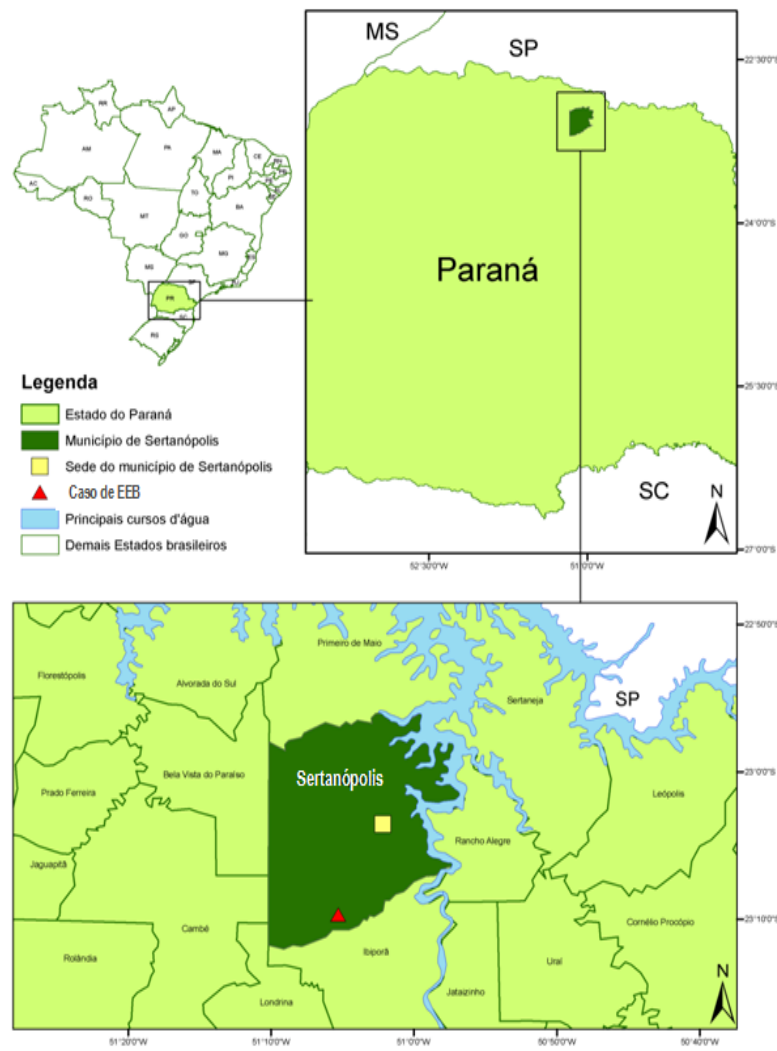 RR
AP
AM
PA
MA
CE
RN
PI
AC
RO
TO
BA
MT
GO
MG
MS
SP
PR
SC
RS
Legenda
Estado do Paraná
Município de Sertanópolis
Sede do município de Sertanópolis
Caso de EEB
Principais cursos d'água
Demais Estados brasileiros
MS
SP
Paraná
SC
N
22°30'0"S
24°0'0"S
25°30'0"S
27°0'0"S
52°30'0"W
51°0'0"W
Primeiro de Maio
Florestópolis
Alvorada do Sul
Sertaneja
SP
Bela Vista do Paraíso
Sertanópolis
Prado Ferreira
Leópolis
Rancho Alegre
Jaguapitã
Cambé
Cornélio Procópio
Rolândia
Ibiporã
Uraí
Londrina
Jataizinho
N
22°50'0"S
23°0'0"S
23°10'0"S
51°20'0"W
51°10'0"W
51°0'0"W
50°50'0"W
50°40'0"W